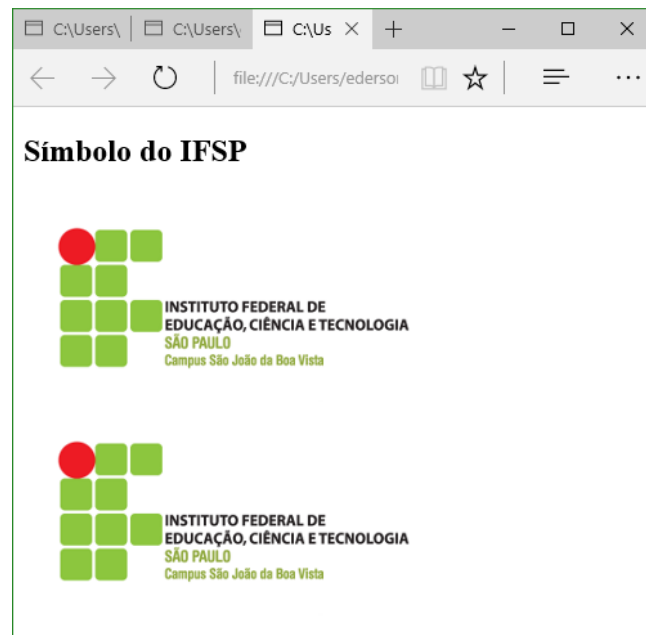 C:\Users\ C:\Users\ C:\Us
file:///C:/Users/ederson
Símbolo do IFSP
INSTITUTO FEDERAL DE
EDUCAÇÃO, CIÊNCIA E TECNOLOGIA
SÃO PAULO
Campus São João da Boa Vista
INSTITUTO FEDERAL DE
EDUCAÇÃO, CIÊNCIA E TECNOLOGIA
SÃO PAULO
Campus São João da Boa Vista